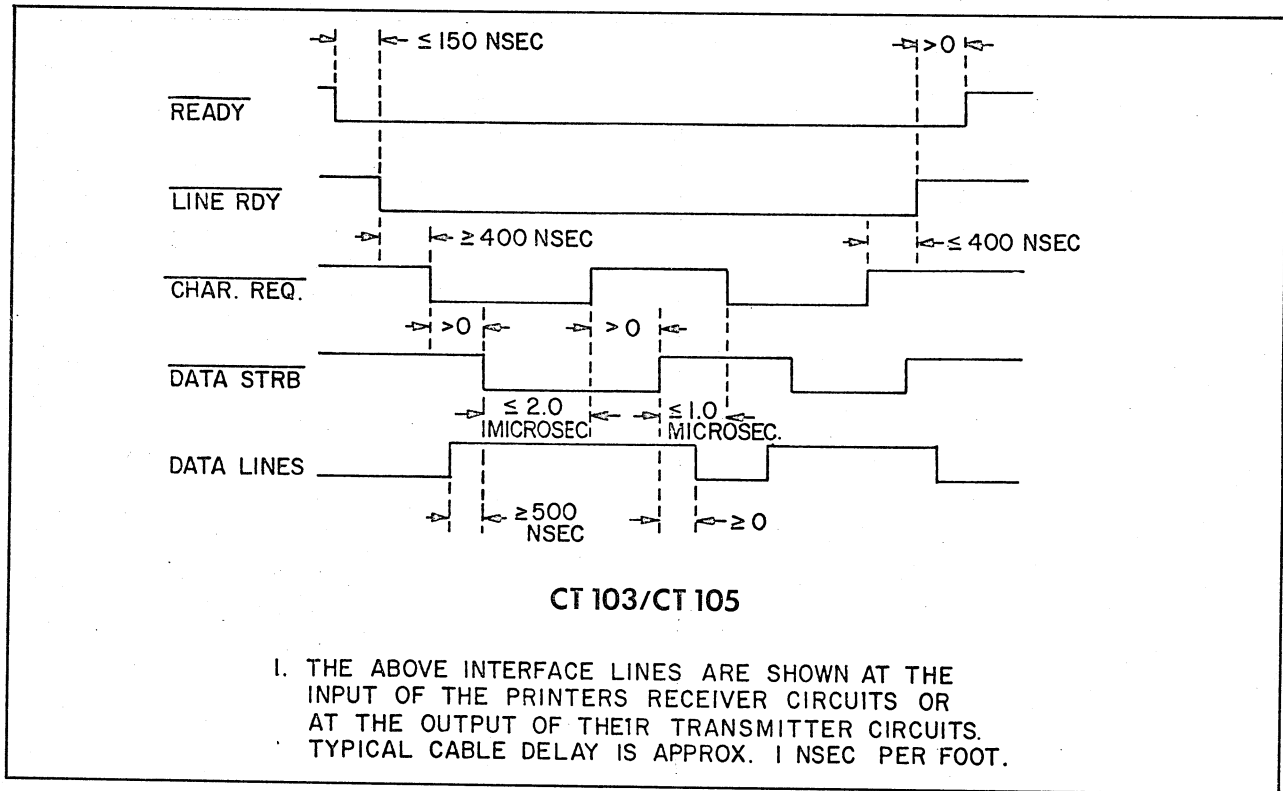 ≤ 150 NSEC
>0
READY
LINE RDY
≥ 400 NSEC
≤ 400 NSEC
CHAR. REQ.
>0
>0
DATA STRB
≤ 2.0
MICROSEC
≤ 1.0
MICROSEC.
DATA LINES
≥500
NSEC
≥ 0
CT 103/CT 105
1. THE ABOVE INTERFACE LINES ARE SHOWN AT THE
INPUT OF THE PRINTERS RECEIVER CIRCUITS OR
AT THE OUTPUT OF THEIR TRANSMITTER CIRCUITS.
TYPICAL CABLE DELAY IS APPROX. 1 NSEC PER FOOT.